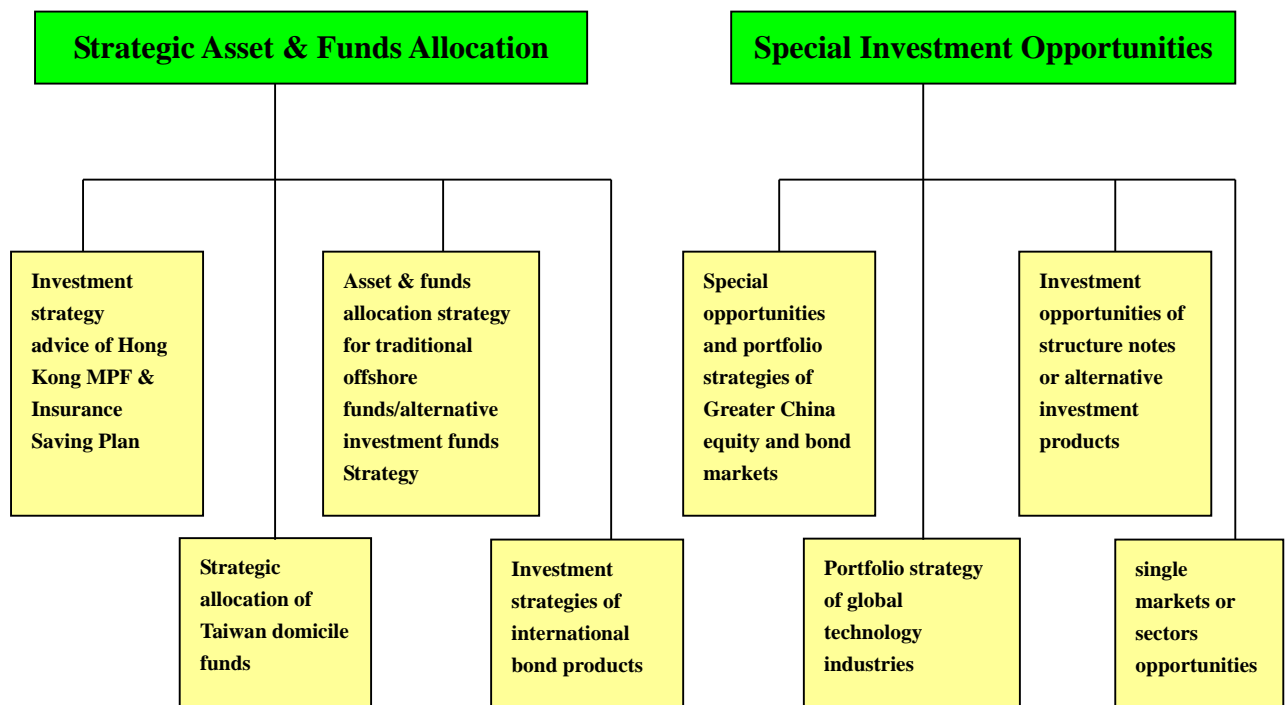 Strategic Asset & Funds Allocation
Special Investment Opportunities
Investment
strategy
advice of Hong
Kong MPF &
Insurance
Saving Plan
Asset & funds
allocation strategy
for traditional
offshore
funds/alternative
investment funds
Strategy
Special
opportunities
and portfolio
strategies of
Greater China
equity and bond
markets
Investment
opportunities of
structure notes
or alternative
investment
products
Strategic
allocation of
Taiwan domicile
funds
Investment
strategies of
international
bond products
Portfolio strategy
of global
technology
industries
single
markets or
sectors
opportunities